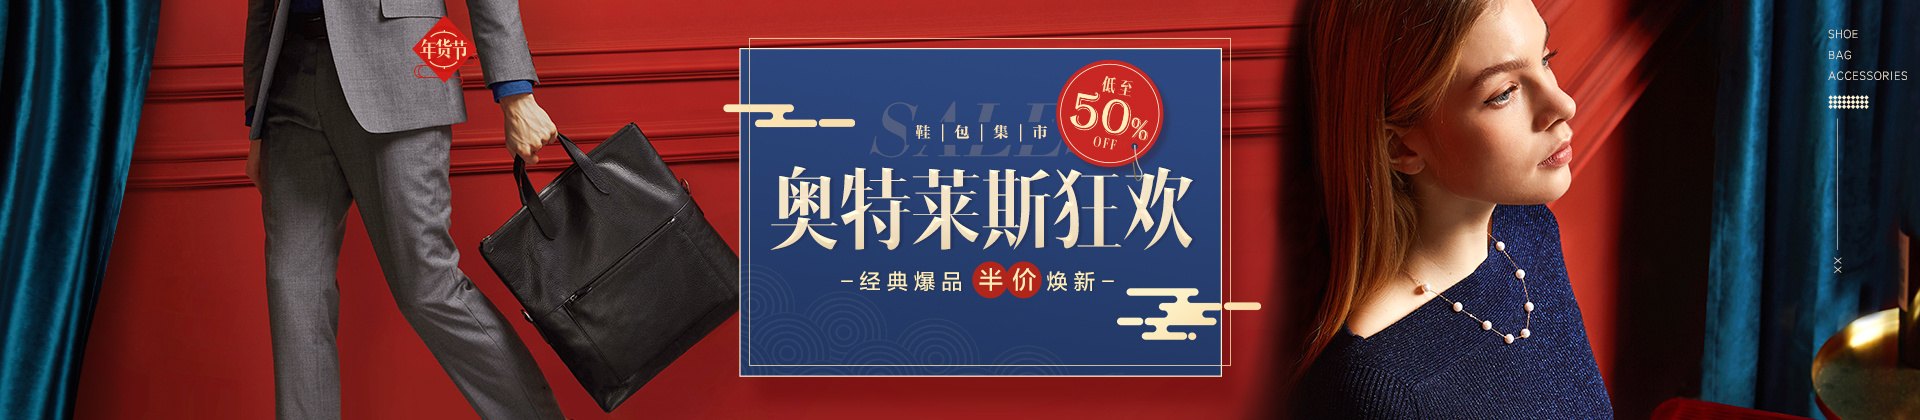 年货节
SALE
鞋|包|集|市
低至
50%
OFF
奥特莱斯狂欢
经典爆品半价焕新
SHOE
BAG
ACCESSORIES
XX